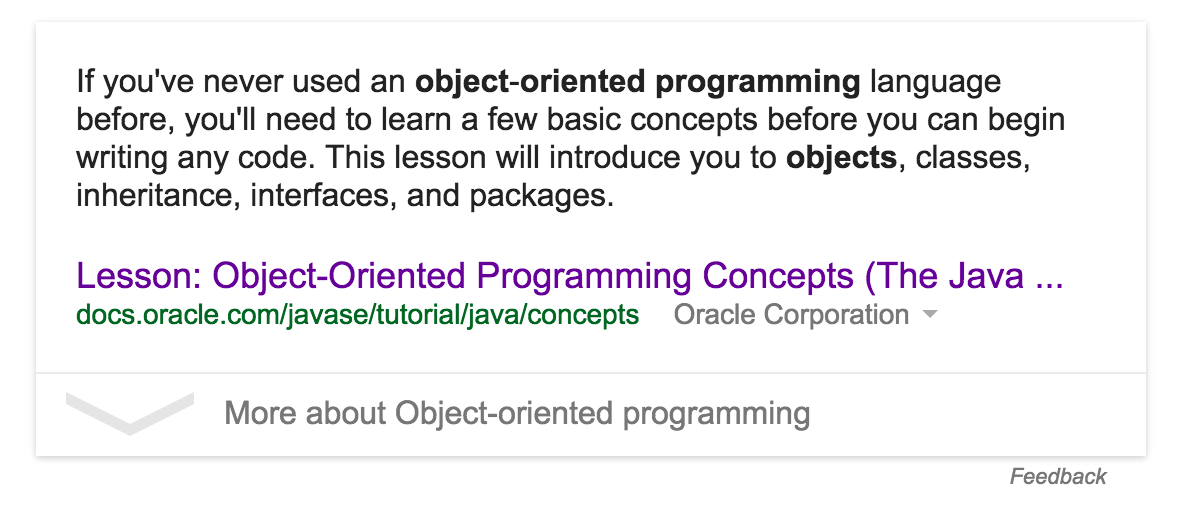 If you've never used an object-oriented programming language
before, you'll need to learn a few basic concepts before you can begin
writing any code. This lesson will introduce you to objects, classes,
inheritance, interfaces, and packages.
Lesson: Object-Oriented Programming Concepts (The Java ...
docs.oracle.com/javase/tutorial/java/concepts Oracle Corporation
More about Object-oriented programming
Feedback